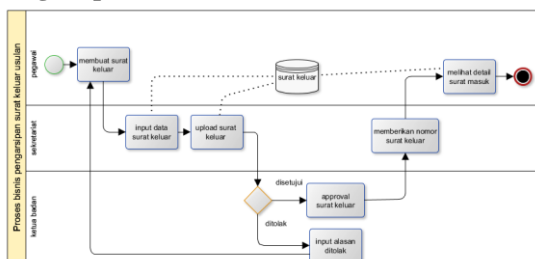 Proses bisnis pengarsipan surat keluar usulan
pegawai
membuat surat
keluar
surat keluar
melihat detail
surat masuk
sekretariat
input data
surat keluar
upload surat
keluar
memberikan nomor
surat keluar
ketua badan
disetujui
approval
surat keluar
ditolak
input alasan
ditolak